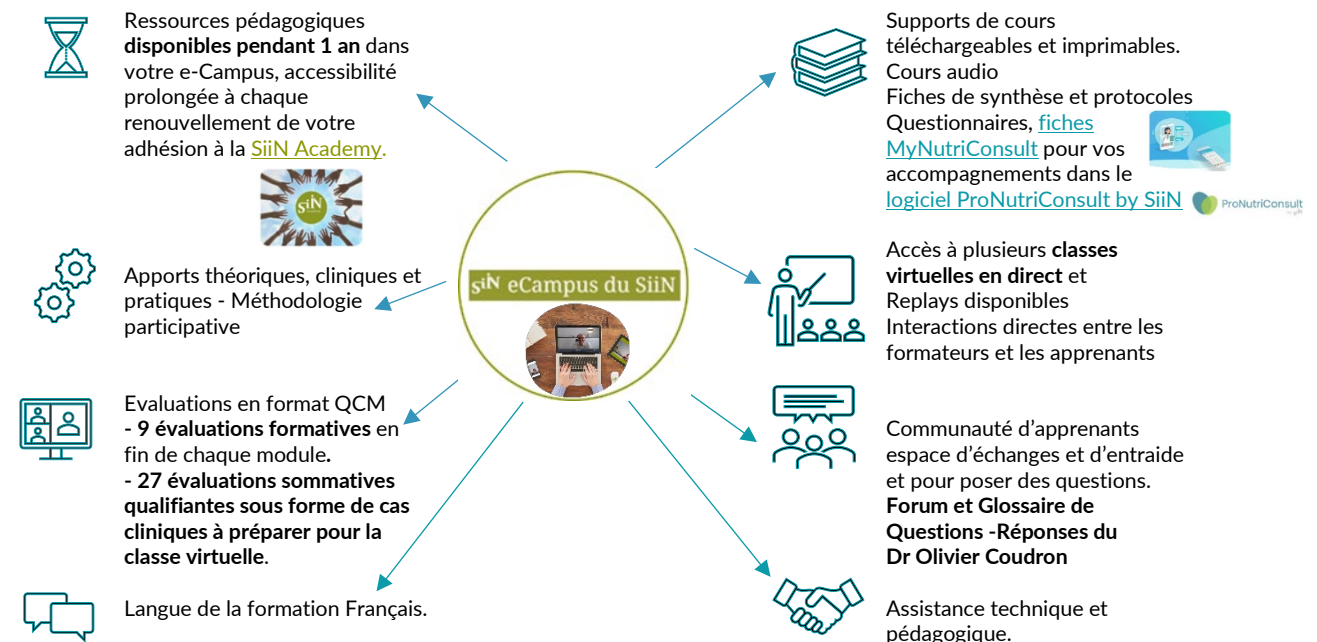 Ressources pédagogiques
disponibles pendant 1 an dans
votre e-Campus, accessibilité
prolongée à chaque
renouvellement de votre
adhésion à la SiiN Academy.
SiiN
Apports théoriques, cliniques et
pratiques - Méthodologie
participative
Evaluations en format QCM
- 9 évaluations formatives en
fin de chaque module.
- 27 évaluations sommatives
qualifiantes sous forme de cas
cliniques à préparer pour la
classe virtuelle.
Langue de la formation Français.
siiN eCampus du SiiN
Supports de cours
téléchargeables et imprimables.
Cours audio
Fiches de synthèse et protocoles
Questionnaires, fiches
MyNutriConsult pour vos
accompagnements dans le
logiciel ProNutriConsult by SiiN
ProNutriConsult
Accès à plusieurs classes
virtuelles en direct et
Replays disponibles
Interactions directes entre les
formateurs et les apprenants
Communauté d’apprenants
espace d’échanges et d’entraide
et pour poser des questions.
Forum et Glossaire de
Questions -Réponses du
Dr Olivier Coudron
Assistance technique et
pédagogique.